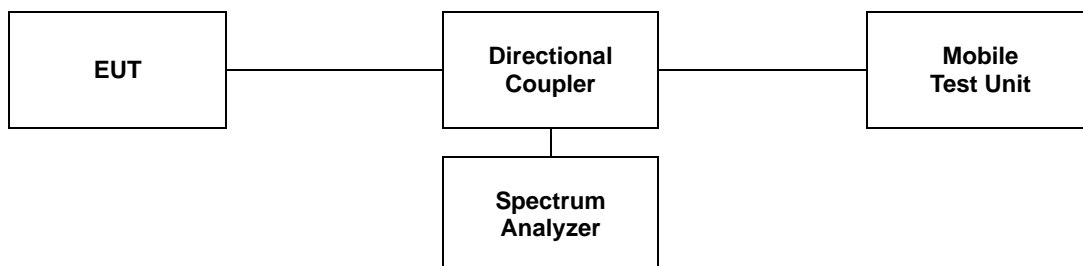 EUT
Directional
Coupler
Mobile
Test Unit
Spectrum
Analyzer